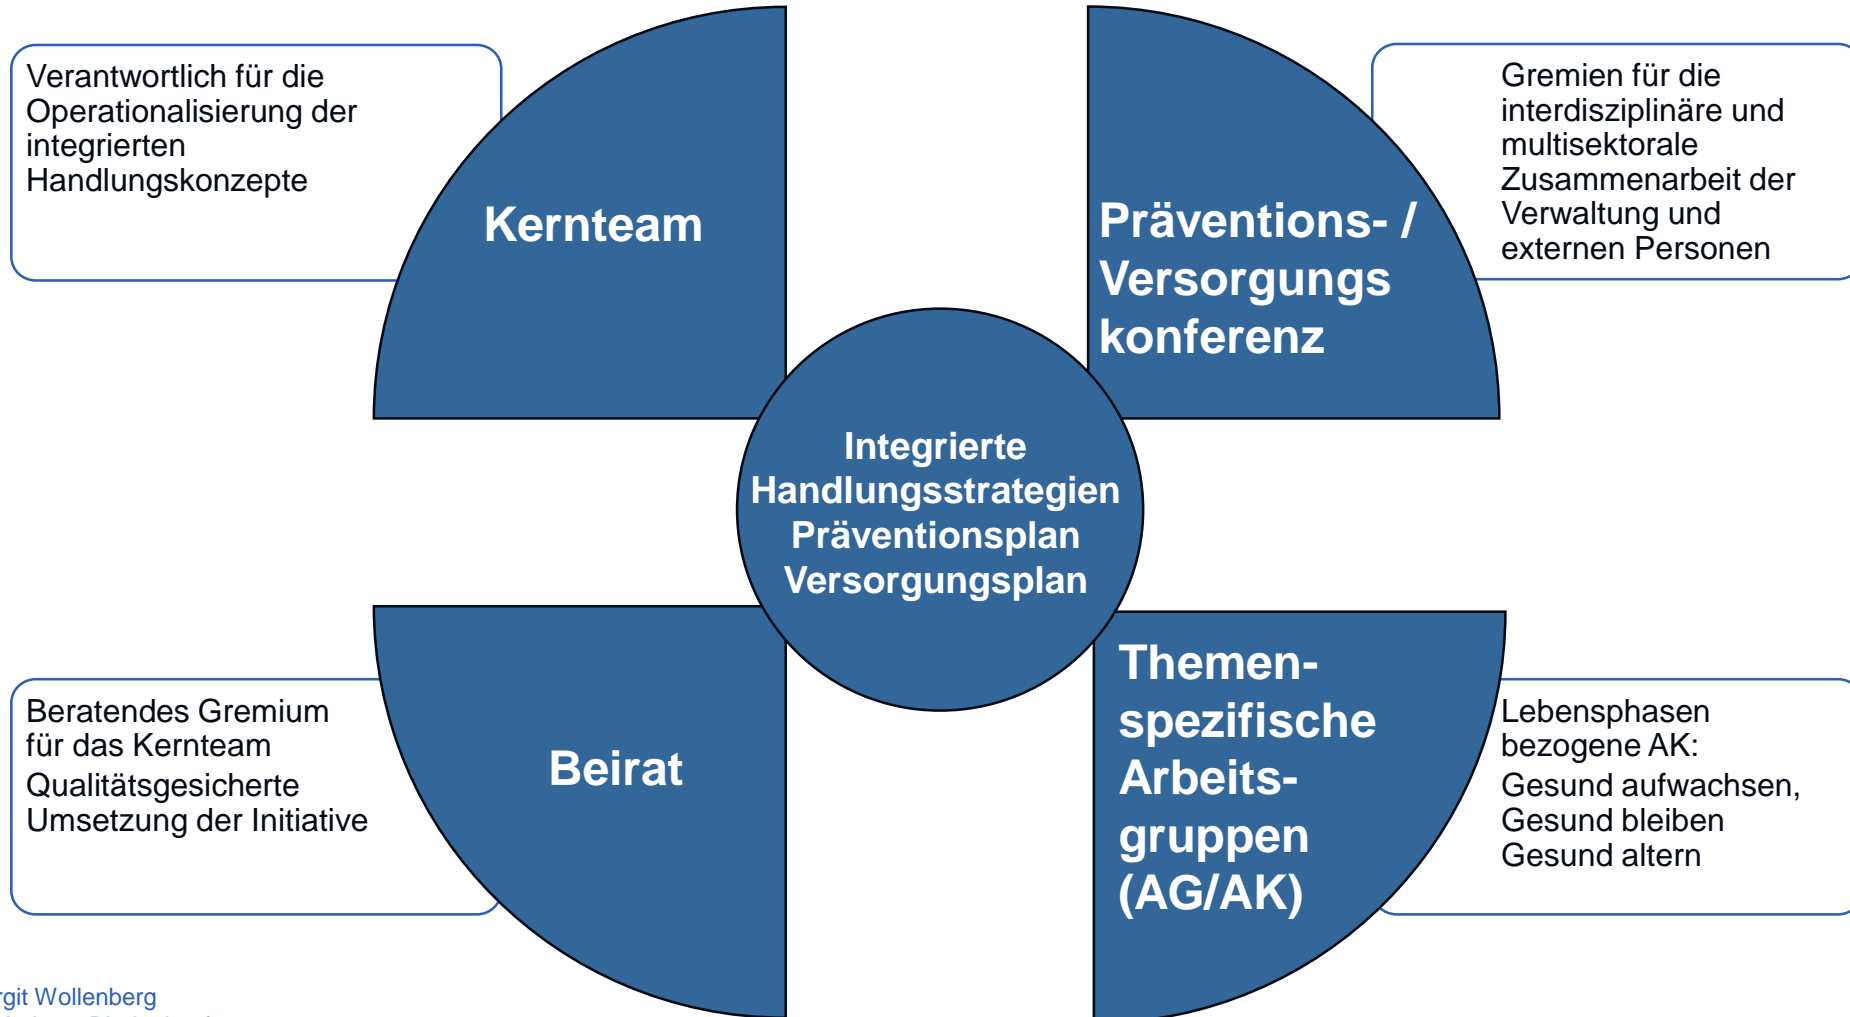 Verantwortlich für die
Operationalisierung der
integrierten
Handlungskonzepte
Kernteam
Präventions- /
Versorgungs
konferenz
Gremien für die
interdisziplinäre und
multisektorale
Zusammenarbeit der
Verwaltung und
externen Personen
Integrierte
Handlungsstrategien
Präventionsplan
Versorgungsplan
Beratendes Gremium
für das Kernteam
Qualitätsgesicherte
Umsetzung der Initiative
Beirat
Themen-
spezifische
Arbeits-
gruppen
(AG/AK)
Lebensphasen
bezogene AK:
Gesund aufwachsen,
Gesund bleiben
Gesund altern
rgit Wollenberg